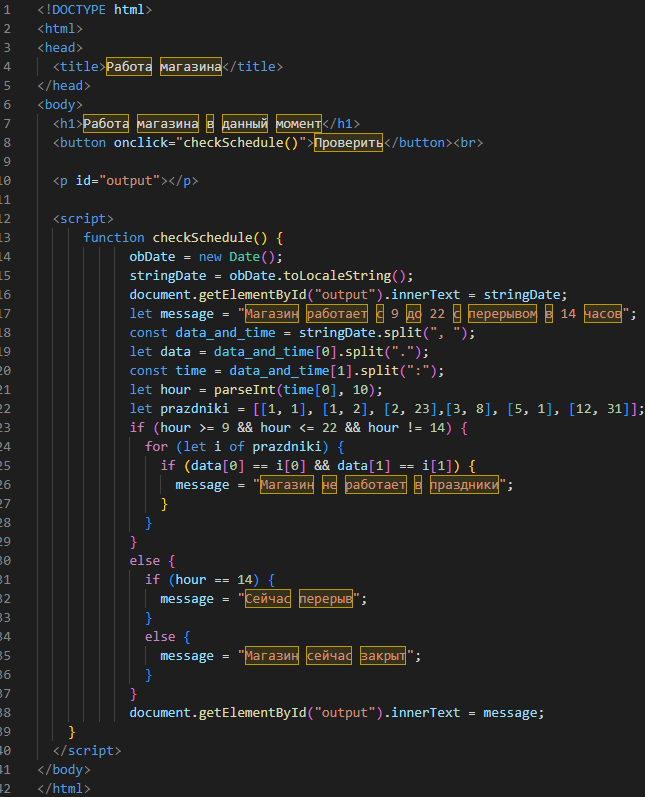 1 <!DOCTYPE html>
2 <html>
3 <head>
4 <title>Работа магазина</title>
5 </head>
6 <body>
7 <h1>Работа магазина в данный момент</h1>
8 <button onclick="checkSchedule()">Проверить</button><br>
9
10 <p id="output"></p>
11
12 <script>
13 function checkSchedule() {
14 obDate = new Date();
15 stringDate = obDate.toLocaleString();
16 document.getElementById("output").innerText = stringDate;
17 let message = "Магазин работает с 9 до 22 с перерывом в 14 часов";
18 const data_and_time = stringDate.split(", ");
19 let data = data_and_time[0].split(".");
20 const time = data_and_time[1].split(":");
21 let hour = parseInt(time[0], 10);
22 let prazdniki = [[1, 1], [1, 2], [2, 23],[3, 8], [5, 1], [12, 31]];
23 if (hour >= 9 && hour <= 22 && hour != 14) {
24 for (let i of prazdniki) {
25 if (data[0] == i[0] && data[1] == i[1]) {
26 message = "Магазин не работает в праздники";
27 }
28 }
29 }
30 else {
31 if (hour == 14) {
32 message = "Сейчас перерыв";
33 }
34 else {
35 message = "Магазин сейчас закрыт";
36 }
37 }
38 document.getElementById("output").innerText = message;
39 }
40 </script>
41 </body>
42 </html>